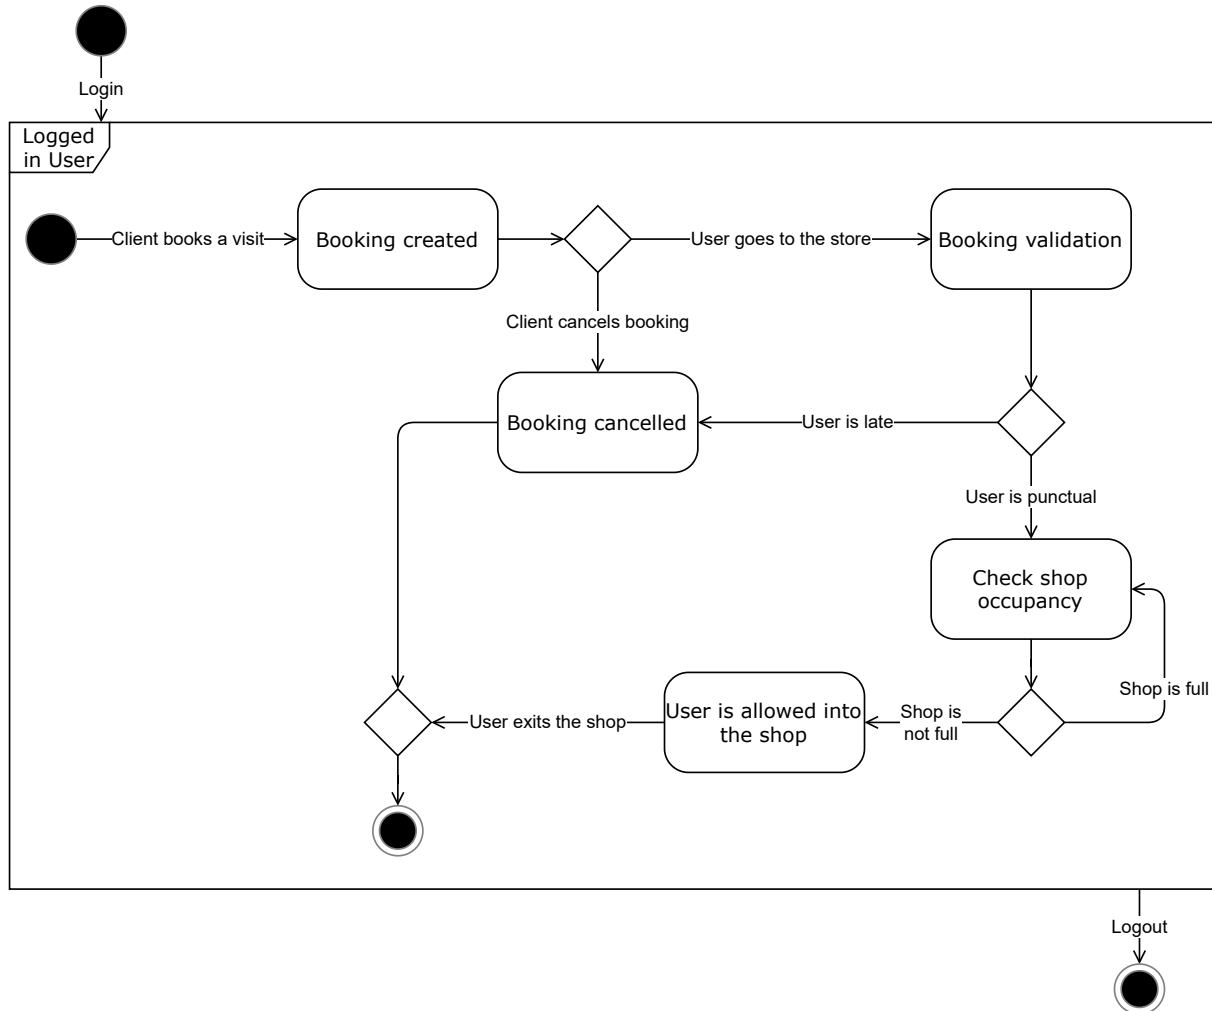 Login
Logged
in User
Client books a visit
Booking created
User goes to the store
Booking validation
Client cancels booking
Booking cancelled
User is late
User is punctual
Check shop
occupancy
Shop is full
User exits the shop
User is allowed into
the shop
Shop is
not full
Logout